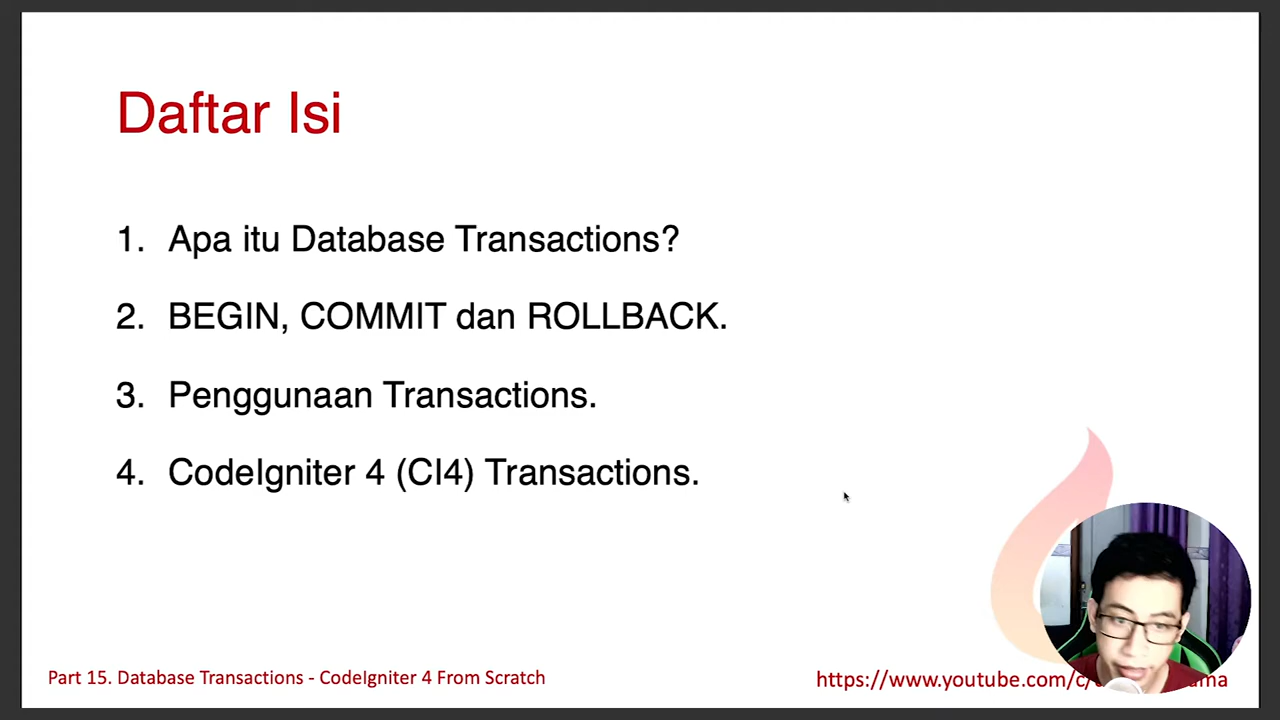 Daftar Isi
1. Apa itu Database Transactions?
2. BEGIN, COMMIT dan ROLLBACK.
3. Penggunaan Transactions.
4. CodeIgniter 4 (CI4) Transactions.
Part 15. Database Transactions - CodeIgniter 4 From Scratch
https://www.youtube.com/c/